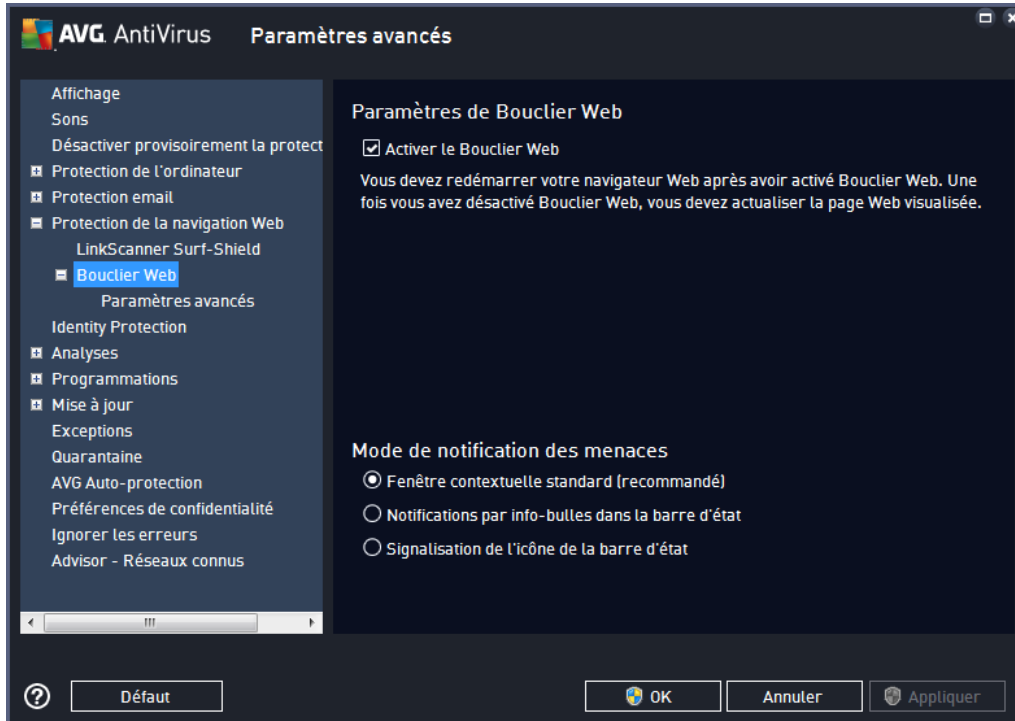 AVG. AntiVirus Paramètres avancés
Affichage
Sons
Désactiver provisoirement la protect
Protection de l'ordinateur
Protection email
Protection de la navigation Web
LinkScanner Surf-Shield
Bouclier Web
Paramètres avancés
Identity Protection
Analyses
Programmations
Mise à jour
Exceptions
Quarantaine
AVG Auto-protection
Préférences de confidentialité
Ignorer les erreurs
Advisor - Réseaux connus
Paramètres de Bouclier Web
Activer le Bouclier Web
Vous devez redémarrer votre navigateur Web après avoir activé Bouclier Web. Une
fois vous avez désactivé Bouclier Web, vous devez actualiser la page Web visualisée.
Mode de notification des menaces
Fenêtre contextuelle standard (recommandé)
Notifications par info-bulles dans la barre d'état
Signalisation de l'icône de la barre d'état
? Défaut OK Annuler Appliquer